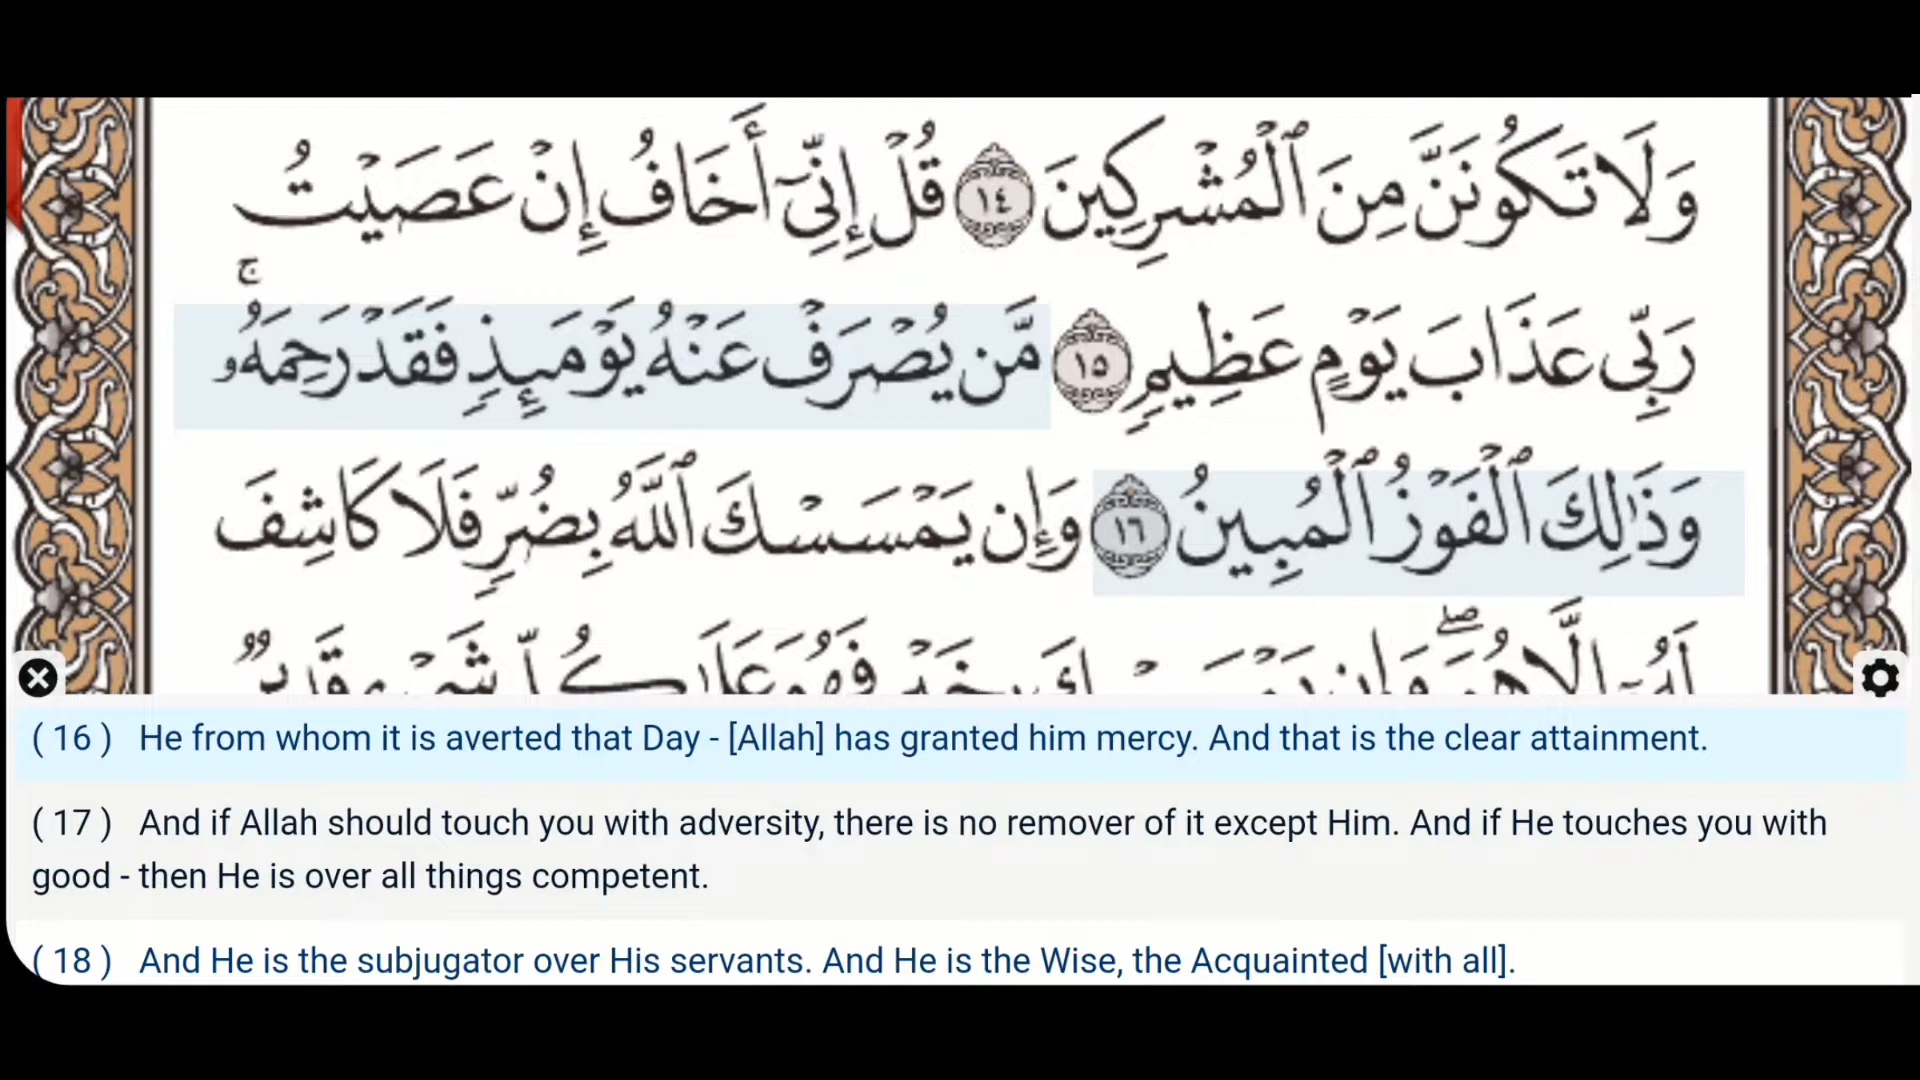 وَلَا تَكُونَنَّ مِنَ ٱلْمُشْرِكِينَ ١٤ قُلْ إِنِّىٓ أَخَافُ إِنْ عَصَيْتُ
رَبِّى عَذَابَ يَوْمٍ عَظِيمٍ ١٥ مَّن يُصْرَفْ عَنْهُ يَوْمَئِذٍ فَقَدْ رَحِمَهُۥ ۚ
وَذَٰلِكَ ٱلْفَوْزُ ٱلْمُبِينُ ١٦ وَإِن يَمْسَسْكَ ٱللَّهُ بِضُرٍّ فَلَا كَاشِفَ
لَهُۥٓ إِلَّا هُوَ ۖ وَإِن يَمْسَسْكَ بِخَيْرٍ فَهُوَ عَلَىٰ كُلِّ شَىْءٍ قَدِيرٌ
( 16 ) He from whom it is averted that Day - [Allah] has granted him mercy. And that is the clear attainment.
( 17 ) And if Allah should touch you with adversity, there is no remover of it except Him. And if He touches you with
good - then He is over all things competent.
( 18 ) And He is the subjugator over His servants. And He is the Wise, the Acquainted [with all].